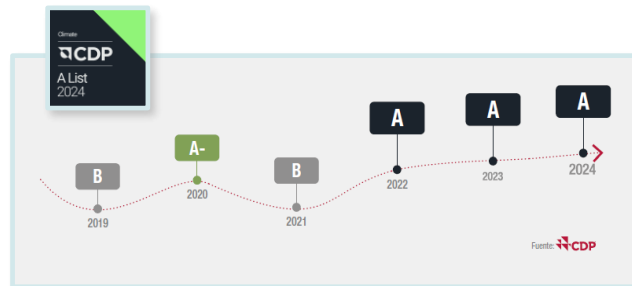 Climate
CDP
A List
2024
B
2019
A-
2020
B
2021
A
2022
A
2023
A
2024
Fuente: CDP